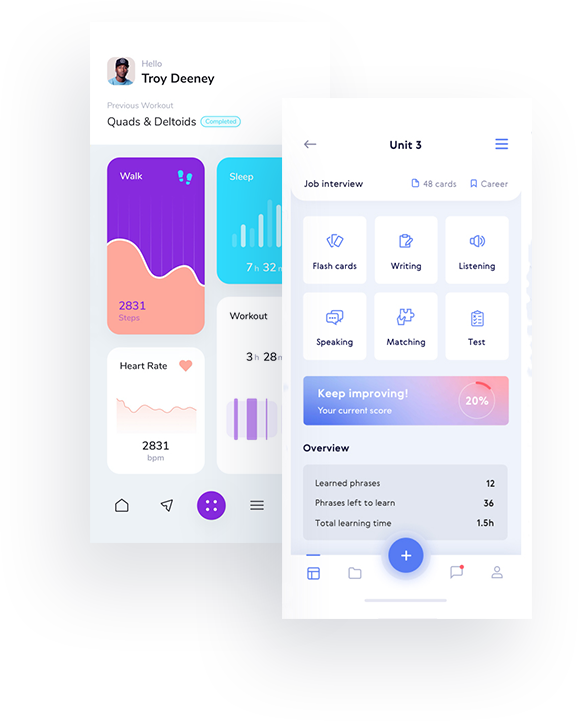 Hello
Troy Deeney
Previous Workout
Quads & Deltoids Completed
Walk
2831
Steps
Sleep
7 h 32 m
Heart Rate
2831
bpm
Workout
3 h 28 m
Unit 3
Job interview
48 cards
Career
Flash cards
Writing
Listening
Speaking
Matching
Test
Keep improving!
Your current score
20%
Overview
Learned phrases 12
Phrases left to learn 36
Total learning time 1.5h